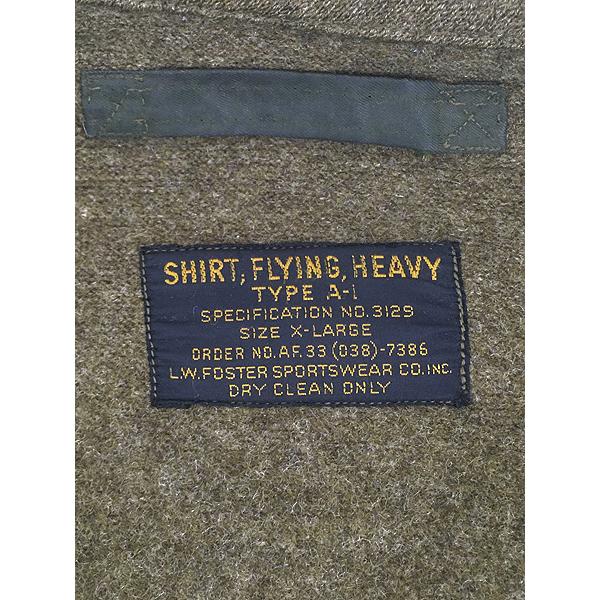 SHIRT, FLYING, HEAVY
TYPE A-1
SPECIFICATION NO. 3129
SIZE X-LARGE
ORDER NO. AF. 33 (038)-7386
L.W. FOSTER SPORTSWEAR CO. INC.
DRY CLEAN ONLY